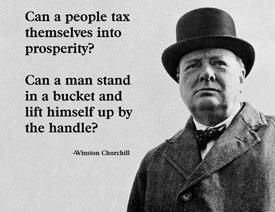 Can a people tax
themselves into
prosperity?
Can a man stand
in a bucket and
lift himself up by
the handle?
-Winston Churchill